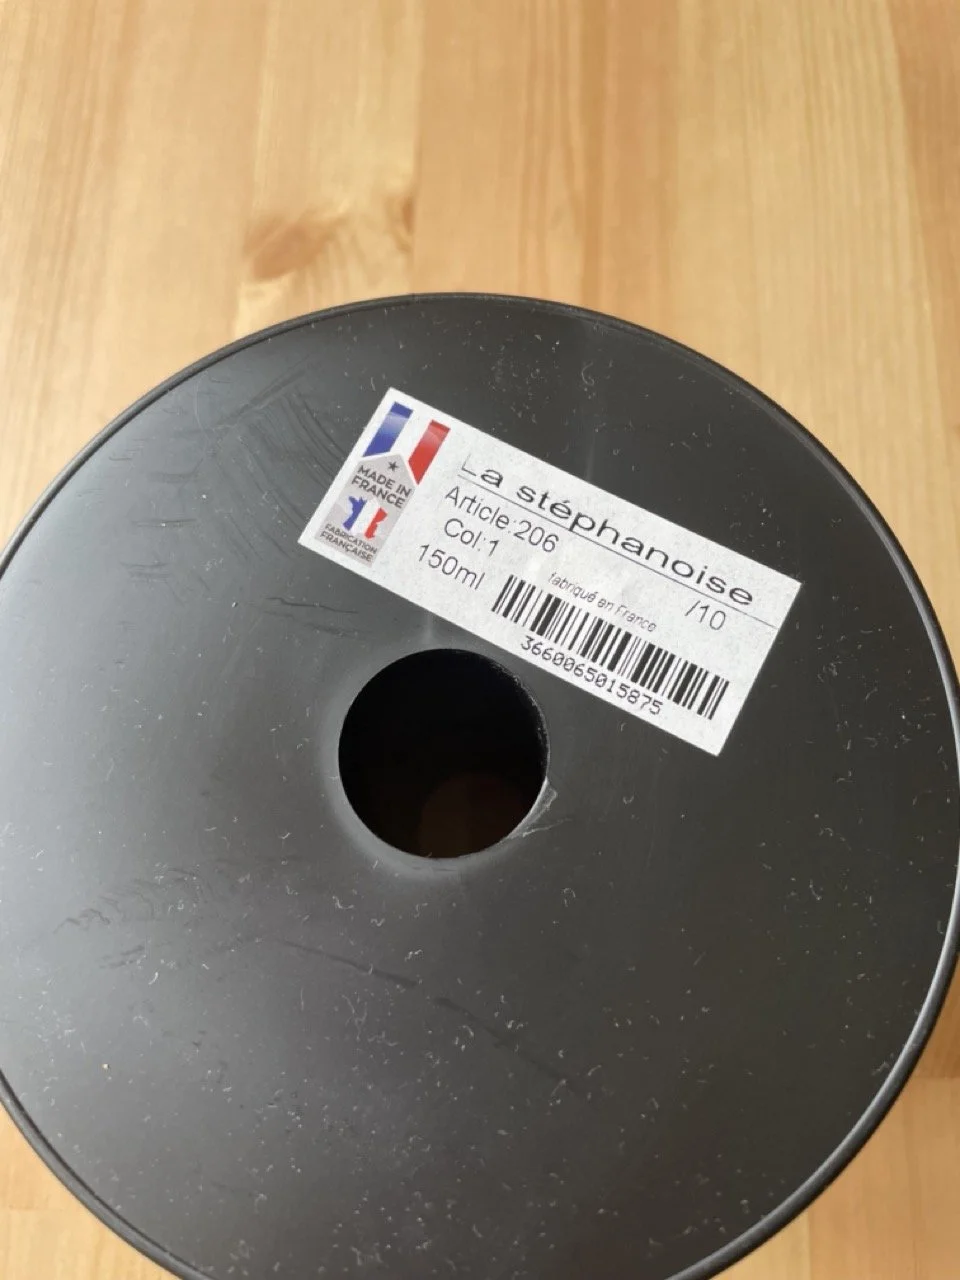 MADE IN
FRANCE
FABRICATION
FRANÇAISE
La stéphanoise
Article:206
Col:1
/10
150ml
fabriqué en France
3660065015875